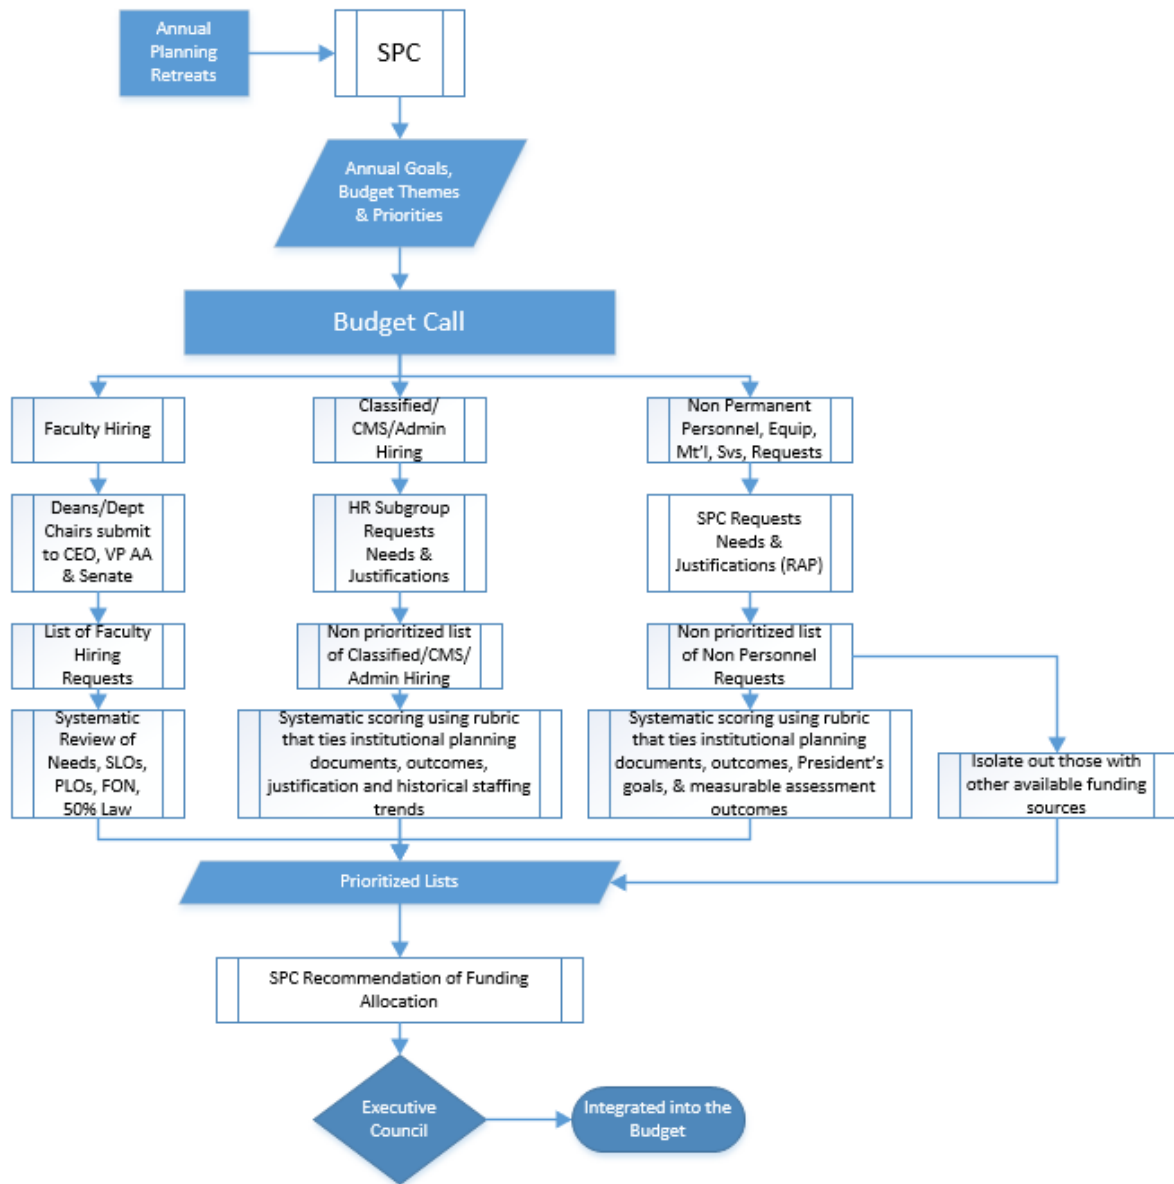 Annual
Planning
Retreats
SPC
Annual Goals,
Budget Themes
& Priorities
Budget Call
Faculty Hiring
Classified/
CMS/Admin
Hiring
Non Permanent
Personnel, Equip,
Mt'l, Svs, Requests
Deans/Dept
Chairs submit
to CEO, VP AA
& Senate
HR Subgroup
Requests
Needs &
Justifications
SPC Requests
Needs &
Justifications (RAP)
List of Faculty
Hiring
Requests
Non prioritized list
of Classified/CMS/
Admin Hiring
Non prioritized list
of Non Personnel
Requests
Systematic
Review of
Needs, SLOs,
PLOs, FON,
50% Law
Systematic scoring using rubric
that ties institutional planning
documents, outcomes,
justification and historical staffing
trends
Systematic scoring using rubric
that ties institutional planning
documents, outcomes, President's
goals, & measurable assessment
outcomes
Isolate out those with
other available funding
sources
Prioritized Lists
SPC Recommendation of Funding
Allocation
Executive
Council
Integrated into the
Budget